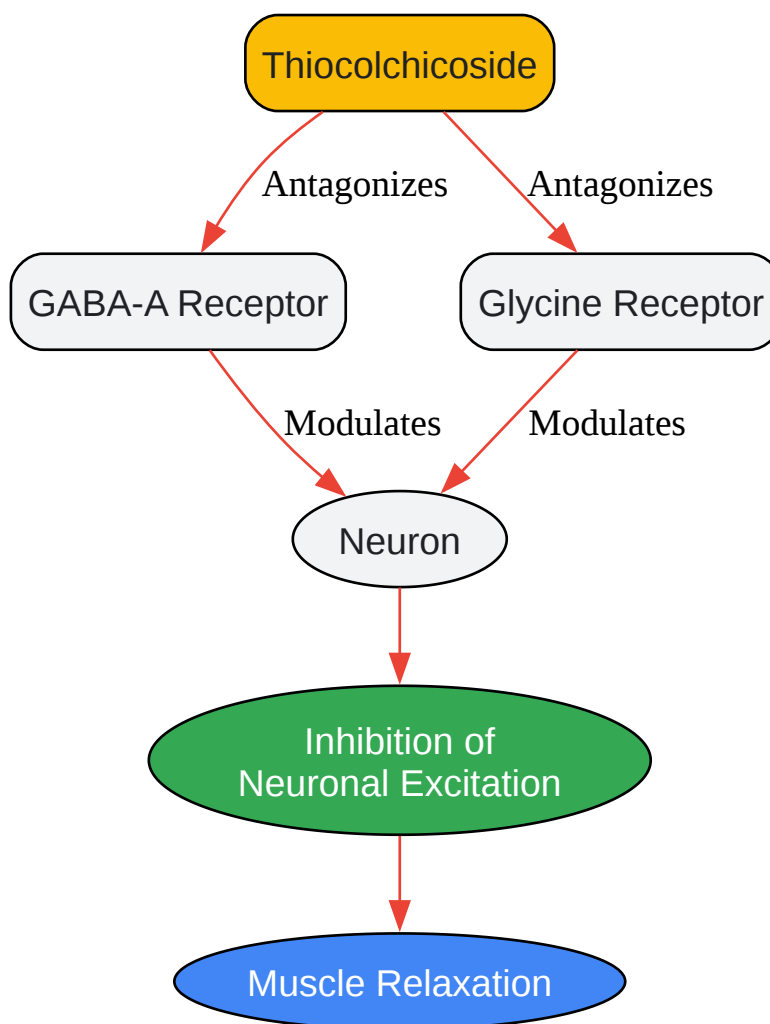 Thiocolchicoside
Antagonizes
Antagonizes
GABA-A Receptor
Glycine Receptor
Modulates
Modulates
Neuron
Inhibition of
Neuronal Excitation
Muscle Relaxation